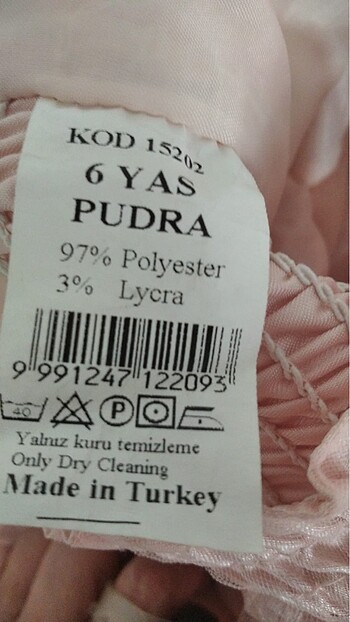 KOD 15202
6 YAS
PUDRA
97% Polyester
3% Lycra
9 991247 122093
40 P
Yalnız kuru temizleme
Only Dry Cleaning
Made in Turkey